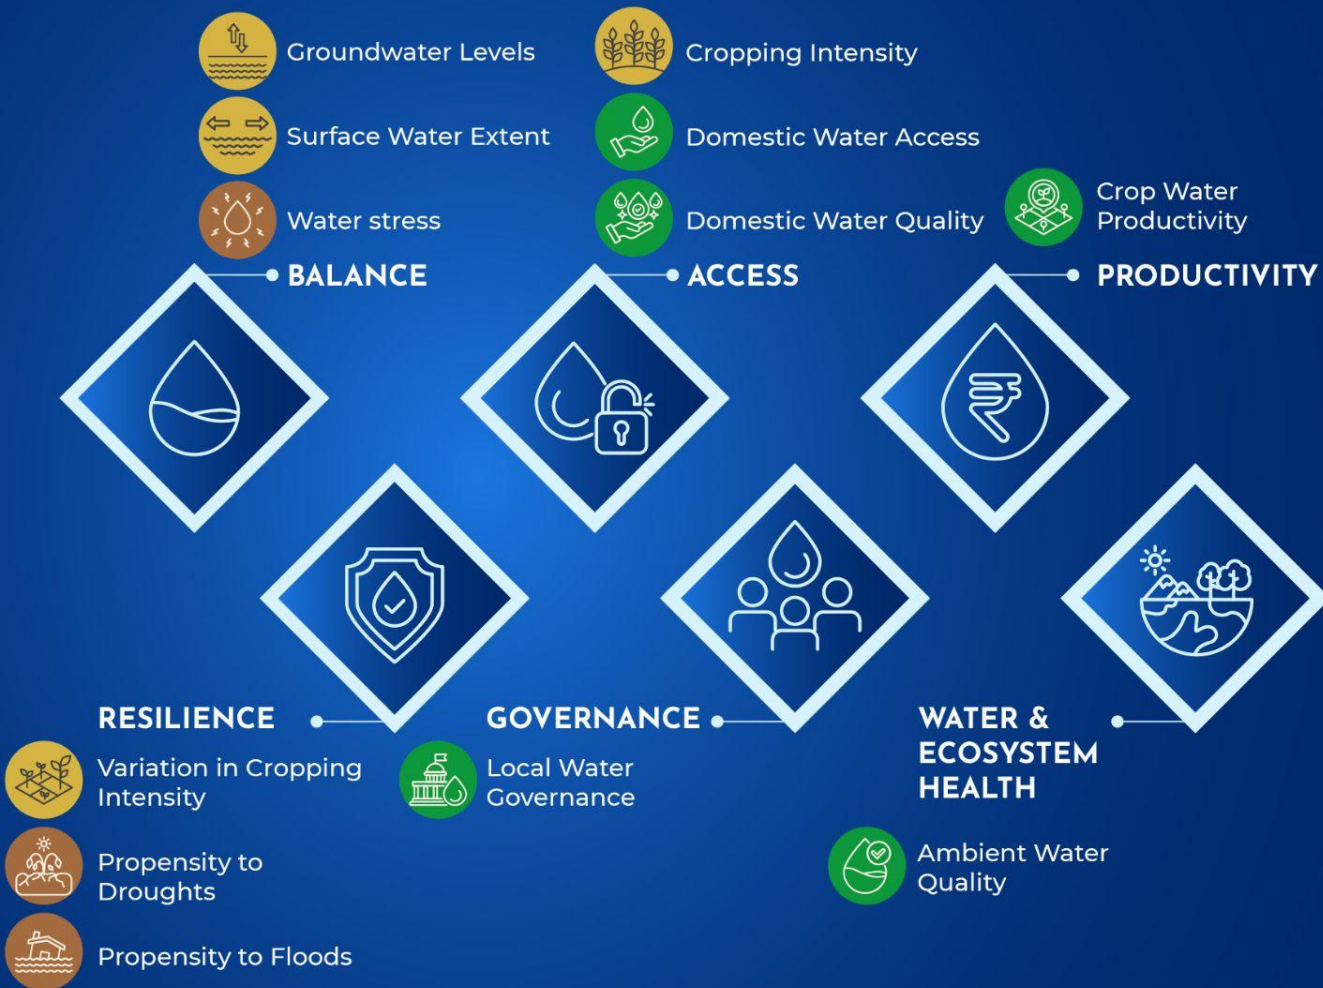 Groundwater Levels
Surface Water Extent
Water stress
BALANCE
Cropping Intensity
Domestic Water Access
Domestic Water Quality
ACCESS
Crop Water
Productivity
PRODUCTIVITY
₹
RESILIENCE
Variation in Cropping
Intensity
Propensity to
Droughts
Propensity to Floods
GOVERNANCE
Local Water
Governance
WATER &
ECOSYSTEM
HEALTH
Ambient Water
Quality